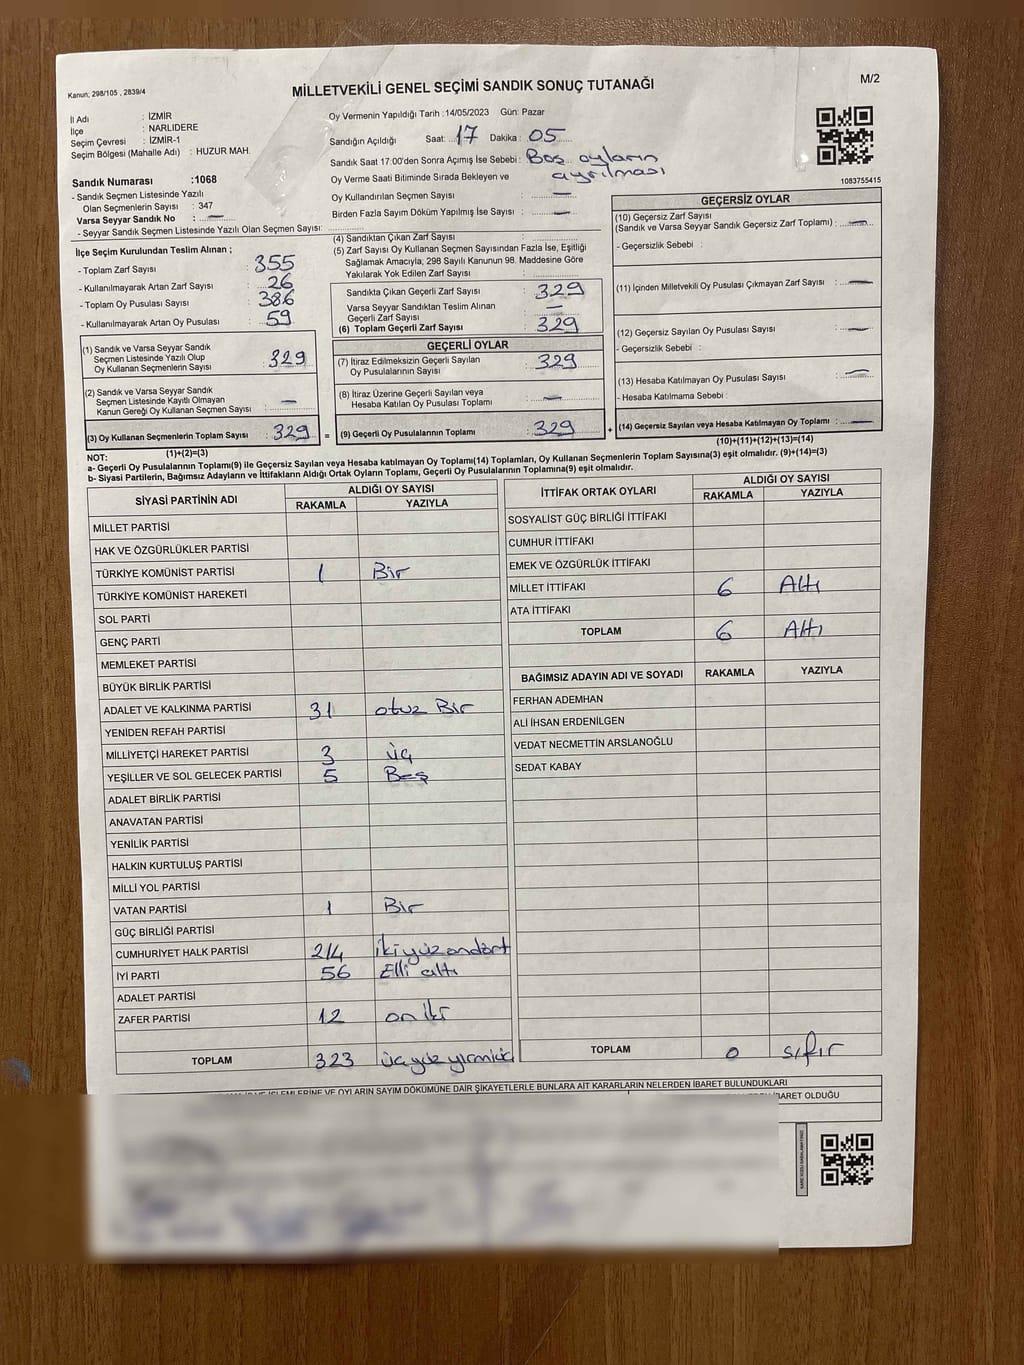 Kanun; 298/105 , 2839/4
MİLLETVEKİLİ GENEL SEÇİMİ SANDIK SONUÇ TUTANAĞI
M/2
İl Adı : İZMİR
İlçe : NARLIDERE
Seçim Çevresi : İZMİR-1
Seçim Bölgesi (Mahalle Adı) : HUZUR MAH.
Sandık Numarası :1068
- Sandık Seçmen Listesinde Yazılı
Olan Seçmenlerin Sayısı : 347
Varsa Seyyar Sandık No : —
- Seyyar Sandık Seçmen Listesinde Yazılı Olan Seçmen Sayısı:
Oy Vermenin Yapıldığı Tarih :14/05/2023 Gün: Pazar
Sandığın Açıldığı Saat: 17 Dakika: 05
Sandık Saat 17:00'den Sonra Açımış İse Sebebi: Boş oyların
ayrılması
Oy Verme Saati Bitiminde Sırada Bekleyen ve
Oy Kullandırılan Seçmen Sayısı : —
Birden Fazla Sayım Döküm Yapılmış İse Sayısı : —
1083755415
İlçe Seçim Kurulundan Teslim Alınan ;
- Toplam Zarf Sayısı : 355
- Kullanılmayarak Artan Zarf Sayısı : 26
- Toplam Oy Pusulası Sayısı : 386
- Kullanılmayarak Artan Oy Pusulası : 59
(1) Sandık ve Varsa Seyyar Sandık
Seçmen Listesinde Yazılı Olup
Oy Kullanan Seçmenlerin Sayısı : 329
(2) Sandık ve Varsa Seyyar Sandık
Seçmen Listesinde Kayıtlı Olmayan
Kanun Gereği Oy Kullanan Seçmen Sayısı : —
(3) Oy Kullanan Seçmenlerin Toplam Sayısı : 329 =
(1)+(2)=(3)
(4) Sandıktan Çıkan Zarf Sayısı :
(5) Zarf Sayısı Oy Kullanan Seçmen Sayısından Fazla İse, Eşitliği
Sağlamak Amacıyla; 298 Sayılı Kanunun 98. Maddesine Göre
Yakılarak Yok Edilen Zarf Sayısı :
Sandıkta Çıkan Geçerli Zarf Sayısı : 329
Varsa Seyyar Sandıktan Teslim Alınan
Geçerli Zarf Sayısı : —
(6) Toplam Geçerli Zarf Sayısı : 329
GEÇERLİ OYLAR
(7) İtiraz Edilmeksizin Geçerli Sayılan
Oy Pusulalarının Sayısı : 329
(8) İtiraz Üzerine Geçerli Sayılan veya
Hesaba Katılan Oy Pusulası Toplamı : —
(9) Geçerli Oy Pusulalarının Toplamı : 329 +
GEÇERSİZ OYLAR
(10) Geçersiz Zarf Sayısı
(Sandık ve Varsa Seyyar Sandık Geçersiz Zarf Toplamı) : —
- Geçersizlik Sebebi :
(11) İçinden Milletvekili Oy Pusulası Çıkmayan Zarf Sayısı : —
(12) Geçersiz Sayılan Oy Pusulası Sayısı : —
- Geçersizlik Sebebi :
(13) Hesaba Katılmayan Oy Pusulası Sayısı : —
- Hesaba Katılmama Sebebi :
(14) Geçersiz Sayılan veya Hesaba Katılmayan Oy Toplamı : —
(10)+(11)+(12)+(13)=(14)
NOT:
a- Geçerli Oy Pusulalarının Toplamı(9) ile Geçersiz Sayılan veya Hesaba katılmayan Oy Toplamı(14) Toplamları, Oy Kullanan Seçmenlerin Toplam Sayısına(3) eşit olmalıdır. (9)+(14)=(3)
b- Siyasi Partilerin, Bağımsız Adayların ve İttifakların Aldığı Ortak Oyların Toplamı, Geçerli Oy Pusulalarının Toplamına(9) eşit olmalıdır.
SİYASİ PARTİNİN ADI ALDIĞI OY SAYISI
RAKAMLA YAZIYLA
MİLLET PARTİSİ
HAK VE ÖZGÜRLÜKLER PARTİSİ
TÜRKİYE KOMÜNİST PARTİSİ 1 Bir
TÜRKİYE KOMÜNİST HAREKETİ
SOL PARTİ
GENÇ PARTİ
MEMLEKET PARTİSİ
BÜYÜK BİRLİK PARTİSİ
ADALET VE KALKINMA PARTİSİ 31 otuz Bir
YENİDEN REFAH PARTİSİ
MİLLİYETÇİ HAREKET PARTİSİ 3 üç
YEŞİLLER VE SOL GELECEK PARTİSİ 5 Beş
ADALET BİRLİK PARTİSİ
ANAVATAN PARTİSİ
YENİLİK PARTİSİ
HALKIN KURTULUŞ PARTİSİ
MİLLİ YOL PARTİSİ
VATAN PARTİSİ 1 Bir
GÜÇ BİRLİĞİ PARTİSİ
CUMHURİYET HALK PARTİSİ 214 ikiyüzondört
İYİ PARTİ 56 Elli altı
ADALET PARTİSİ
ZAFER PARTİSİ 12 on iki
TOPLAM 323 üçyüzyirmiüç
İTTİFAK ORTAK OYLARI ALDIĞI OY SAYISI
RAKAMLA YAZIYLA
SOSYALİST GÜÇ BİRLİĞİ İTTİFAKI
CUMHUR İTTİFAKI
EMEK VE ÖZGÜRLÜK İTTİFAKI
MİLLET İTTİFAKI 6 Altı
ATA İTTİFAKI
TOPLAM 6 Altı
BAĞIMSIZ ADAYIN ADI VE SOYADI RAKAMLA YAZIYLA
FERHAN ADEMHAN
ALİ İHSAN ERDENİLGEN
VEDAT NECMETTİN ARSLANOĞLU
SEDAT KABAY
TOPLAM 0 sıfır
İŞLEMLERİNE VE OYLARIN SAYIM DÖKÜMÜNE DAİR ŞİKAYETLERLE BUNLARA AİT KARARLARIN NELERDEN İBARET BULUNDUKLARI
İBARET OLDUĞU